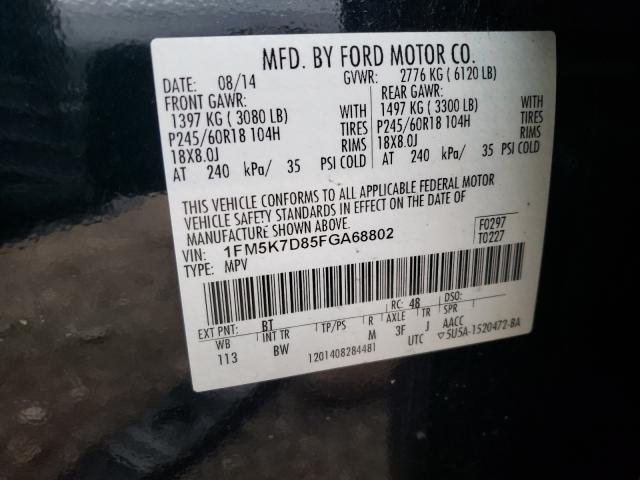 MFD. BY FORD MOTOR CO.
DATE: 08/14 GVWR: 2776 KG ( 6120 LB)
FRONT GAWR: REAR GAWR:
1397 KG ( 3080 LB) WITH 1497 KG ( 3300 LB) WITH
P245/60R18 104H TIRES P245/60R18 104H TIRES
18X8.0J RIMS 18X8.0J RIMS
AT 240 kPa/ 35 PSI COLD AT 240 kPa/ 35 PSI COLD
THIS VEHICLE CONFORMS TO ALL APPLICABLE FEDERAL MOTOR
VEHICLE SAFETY STANDARDS IN EFFECT ON THE DATE OF
MANUFACTURE SHOWN ABOVE.
VIN: 1FM5K7D85FGA68802 F0297
TYPE: MPV T0227
EXT PNT: BT RC: 48 DSO:
WB INT TR TP/PS R AXLE TR SPR
113 BW M 3F J AACC
1201408284481 UTC ▽5U5A-1520472-BA